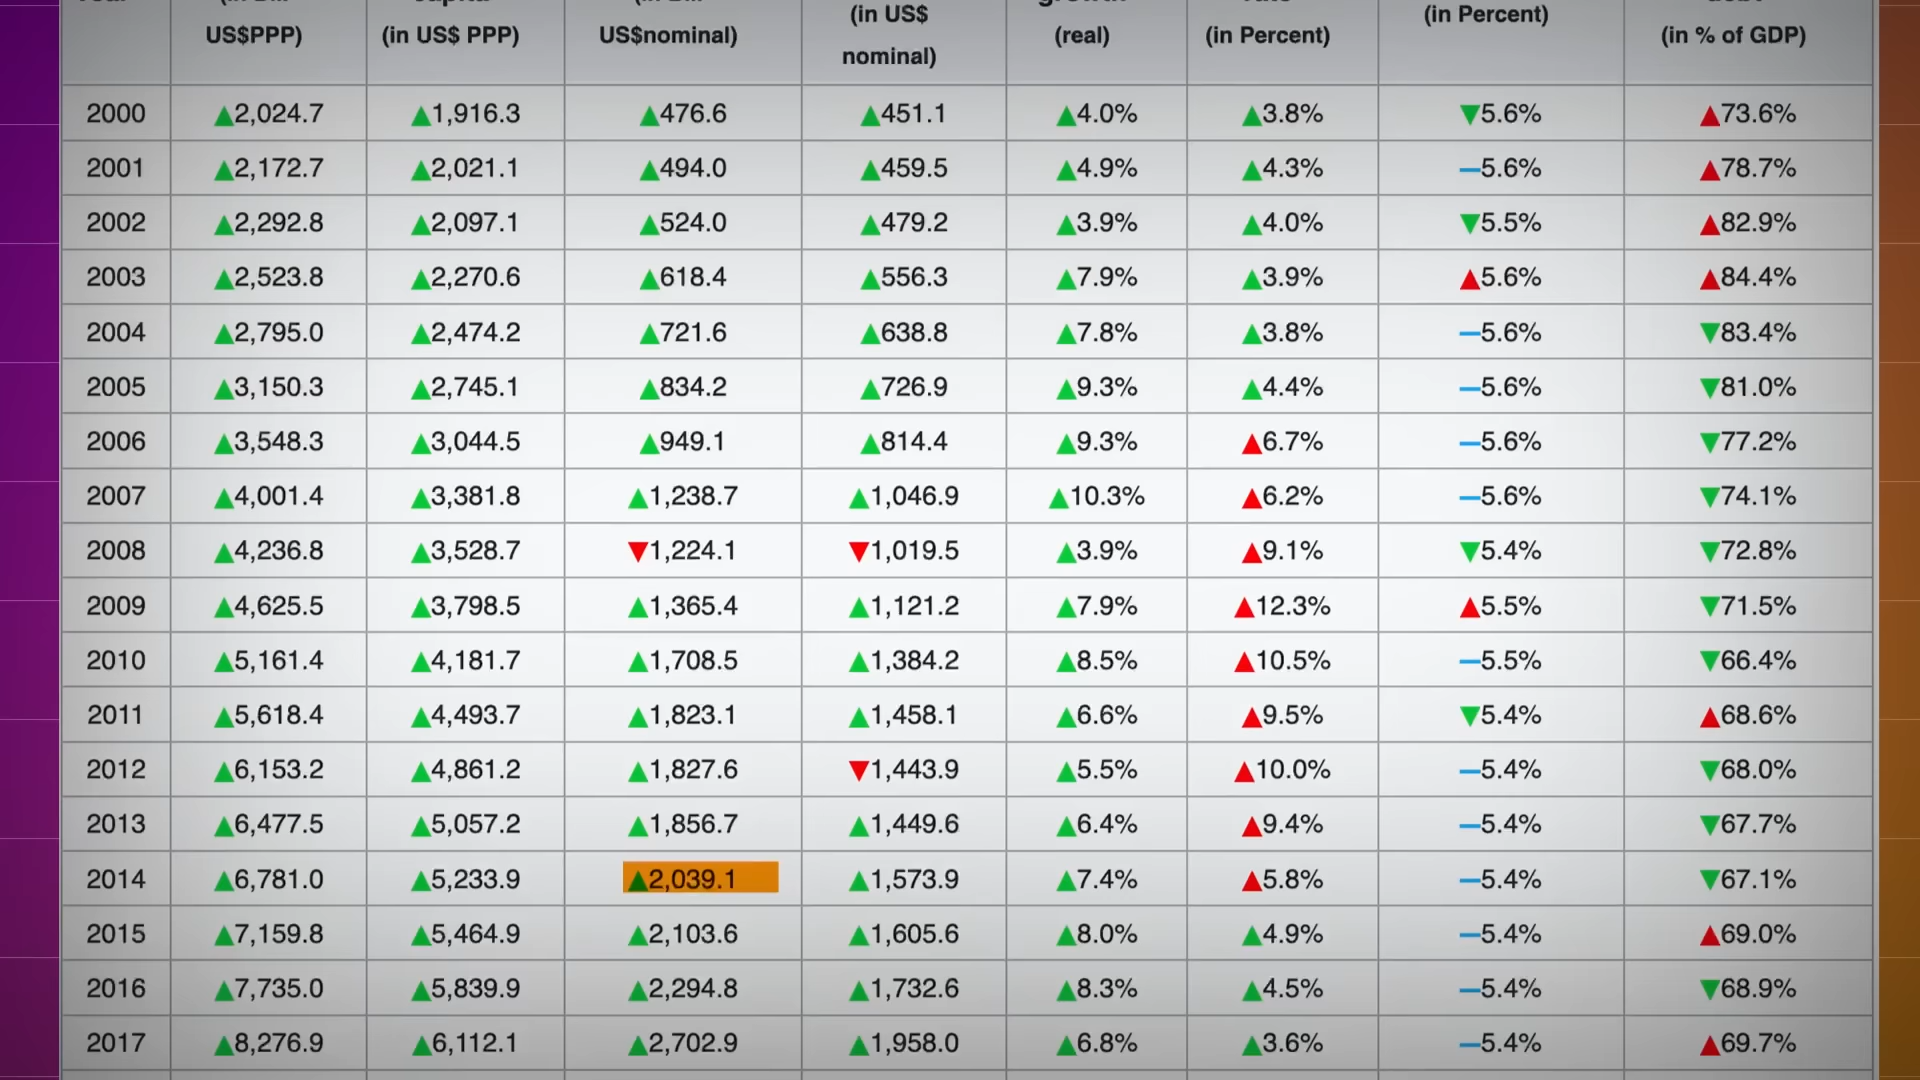 US$PPP)
(in US$ PPP)
US$nominal)
(in US$
nominal)
(real)
(in Percent)
(in Percent)
(in % of GDP)
2000 ▲2,024.7 ▲1,916.3 ▲476.6 ▲451.1 ▲4.0% ▲3.8% ▼5.6% ▲73.6%
2001 ▲2,172.7 ▲2,021.1 ▲494.0 ▲459.5 ▲4.9% ▲4.3% –5.6% ▲78.7%
2002 ▲2,292.8 ▲2,097.1 ▲524.0 ▲479.2 ▲3.9% ▲4.0% ▼5.5% ▲82.9%
2003 ▲2,523.8 ▲2,270.6 ▲618.4 ▲556.3 ▲7.9% ▲3.9% ▲5.6% ▲84.4%
2004 ▲2,795.0 ▲2,474.2 ▲721.6 ▲638.8 ▲7.8% ▲3.8% –5.6% ▼83.4%
2005 ▲3,150.3 ▲2,745.1 ▲834.2 ▲726.9 ▲9.3% ▲4.4% –5.6% ▼81.0%
2006 ▲3,548.3 ▲3,044.5 ▲949.1 ▲814.4 ▲9.3% ▲6.7% –5.6% ▼77.2%
2007 ▲4,001.4 ▲3,381.8 ▲1,238.7 ▲1,046.9 ▲10.3% ▲6.2% –5.6% ▼74.1%
2008 ▲4,236.8 ▲3,528.7 ▼1,224.1 ▼1,019.5 ▲3.9% ▲9.1% ▼5.4% ▼72.8%
2009 ▲4,625.5 ▲3,798.5 ▲1,365.4 ▲1,121.2 ▲7.9% ▲12.3% ▲5.5% ▼71.5%
2010 ▲5,161.4 ▲4,181.7 ▲1,708.5 ▲1,384.2 ▲8.5% ▲10.5% –5.5% ▼66.4%
2011 ▲5,618.4 ▲4,493.7 ▲1,823.1 ▲1,458.1 ▲6.6% ▲9.5% ▼5.4% ▲68.6%
2012 ▲6,153.2 ▲4,861.2 ▲1,827.6 ▼1,443.9 ▲5.5% ▲10.0% –5.4% ▼68.0%
2013 ▲6,477.5 ▲5,057.2 ▲1,856.7 ▲1,449.6 ▲6.4% ▲9.4% –5.4% ▼67.7%
2014 ▲6,781.0 ▲5,233.9 ▲2,039.1 ▲1,573.9 ▲7.4% ▲5.8% –5.4% ▼67.1%
2015 ▲7,159.8 ▲5,464.9 ▲2,103.6 ▲1,605.6 ▲8.0% ▲4.9% –5.4% ▲69.0%
2016 ▲7,735.0 ▲5,839.9 ▲2,294.8 ▲1,732.6 ▲8.3% ▲4.5% –5.4% ▼68.9%
2017 ▲8,276.9 ▲6,112.1 ▲2,702.9 ▲1,958.0 ▲6.8% ▲3.6% –5.4% ▲69.7%